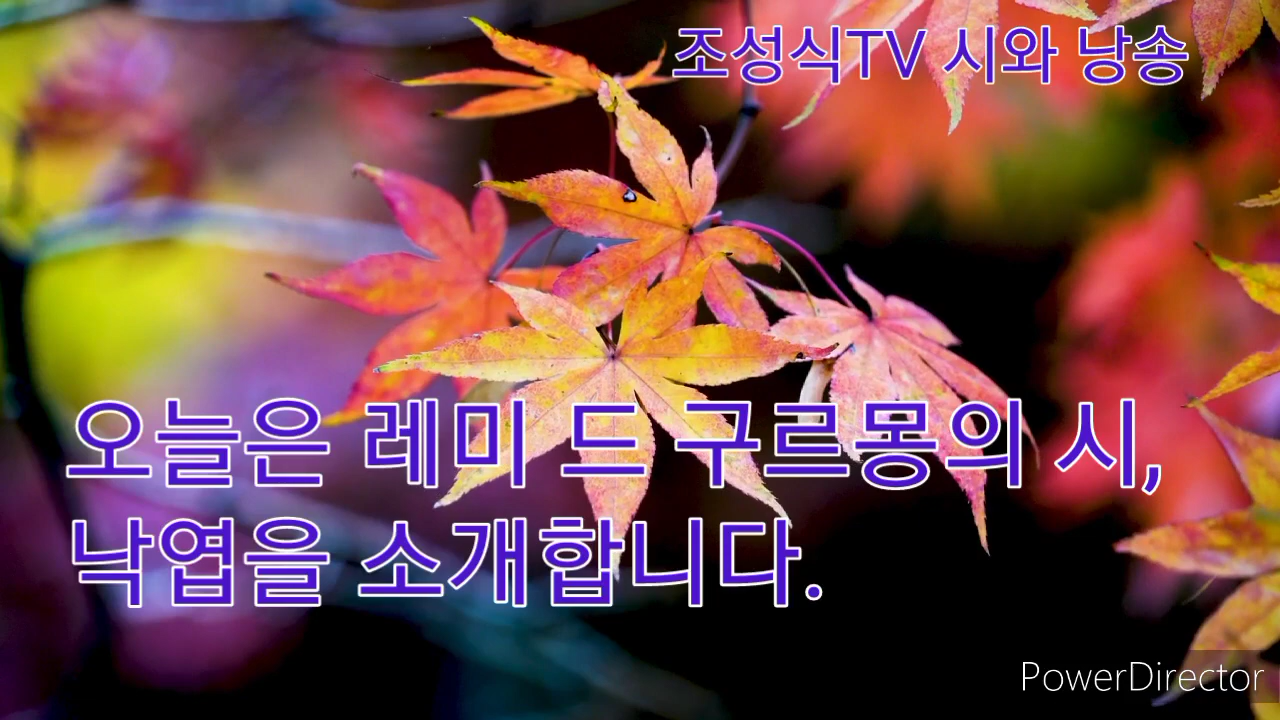 조성식TV 시와 낭송
오늘은 레미 드 구르몽의 시,
낙엽을 소개합니다.
PowerDirector